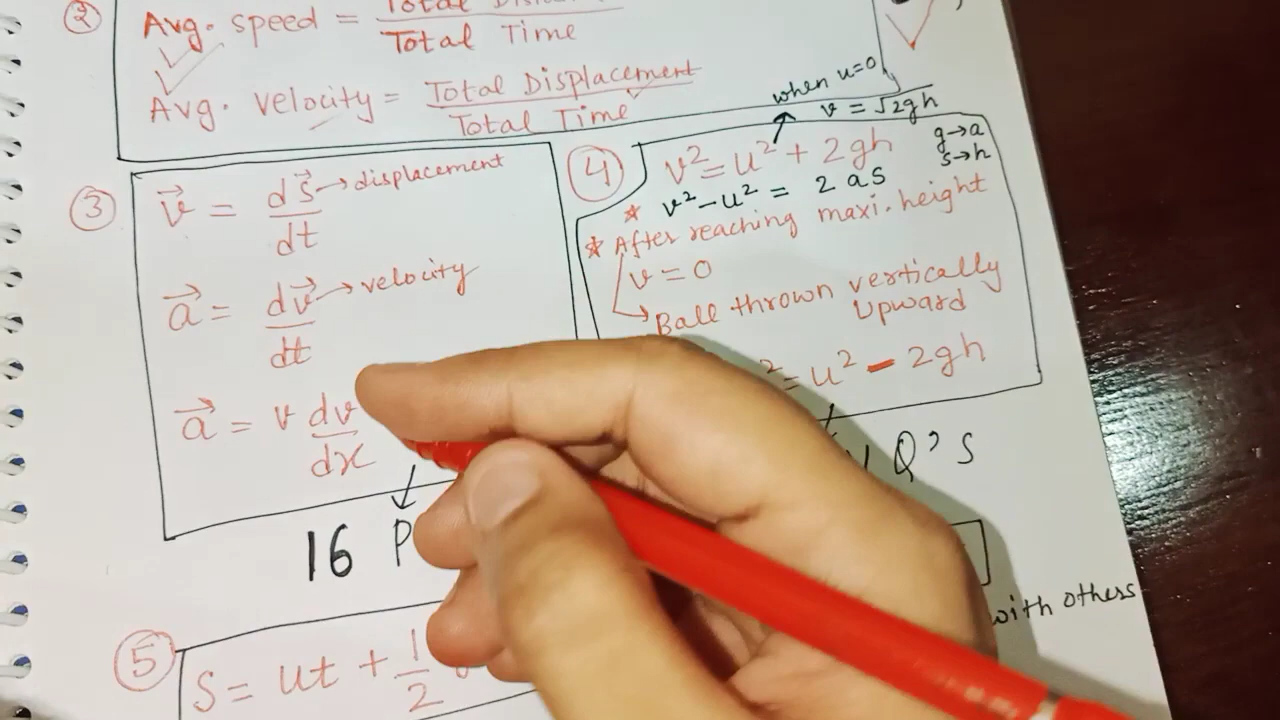 ②
Avg. speed = Total / Total Time
Avg. velocity = Total Displacement / Total Time
when u=0
v = √2gh
③
v⃗ = ds⃗/dt → displacement
a⃗ = dv⃗/dt → velocity
a⃗ = v dv/dx
16 P
④
v² = u² + 2gh
g→a
s→h
* v² - u² = 2as
* After reaching maxi. height
v = 0
↳ Ball thrown vertically
Upward
² = u² - 2gh
Q's
with others
⑤
S = ut + 1/2